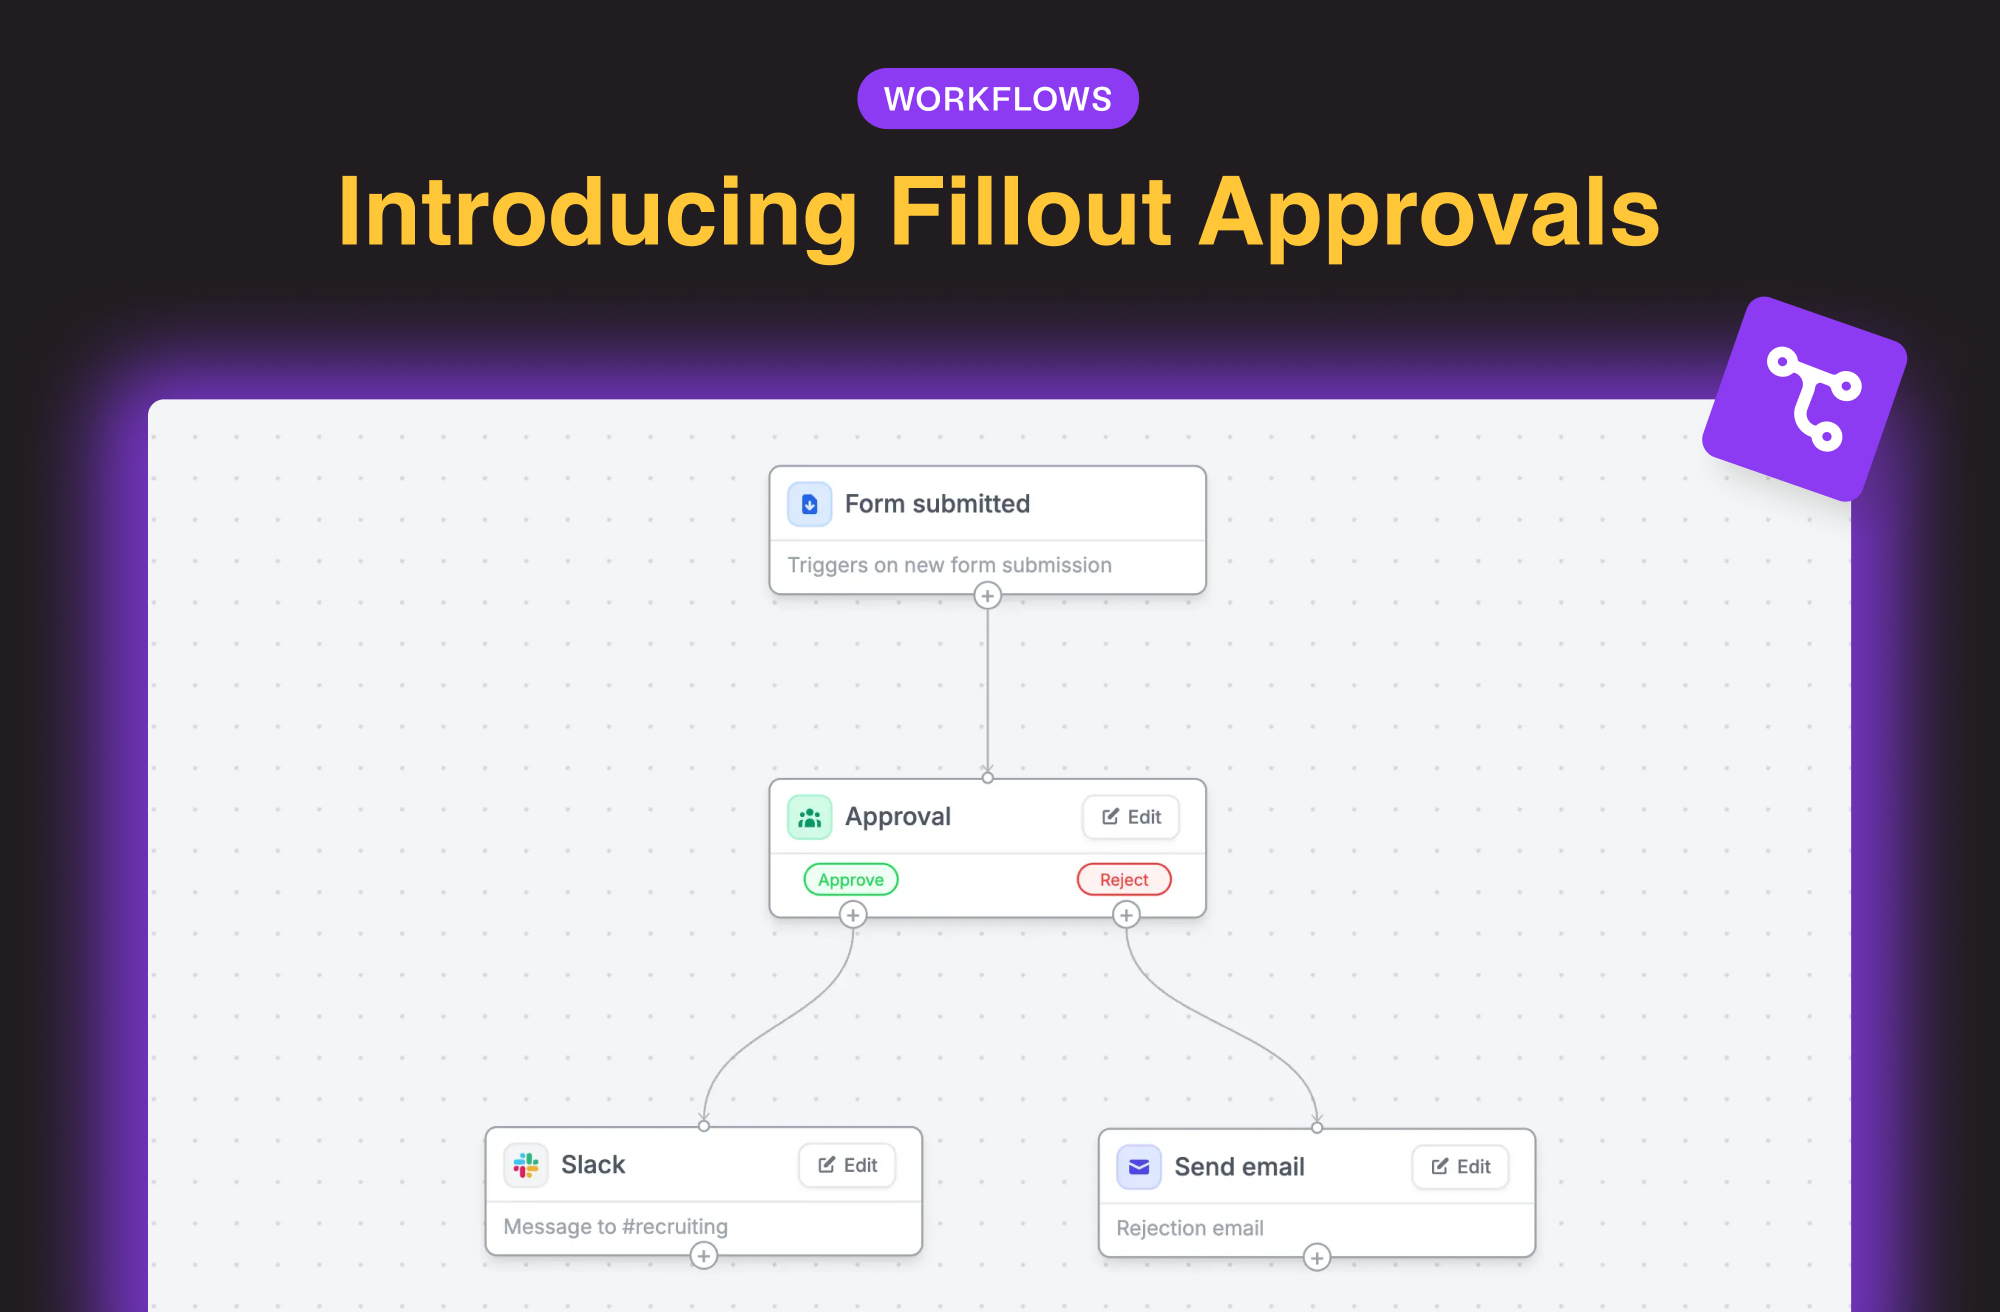 WORKFLOWS
Introducing Fillout Approvals
Form submitted
Triggers on new form submission
Approval
Edit
Approve
Reject
Slack
Edit
Message to #recruiting
Send email
Edit
Rejection email